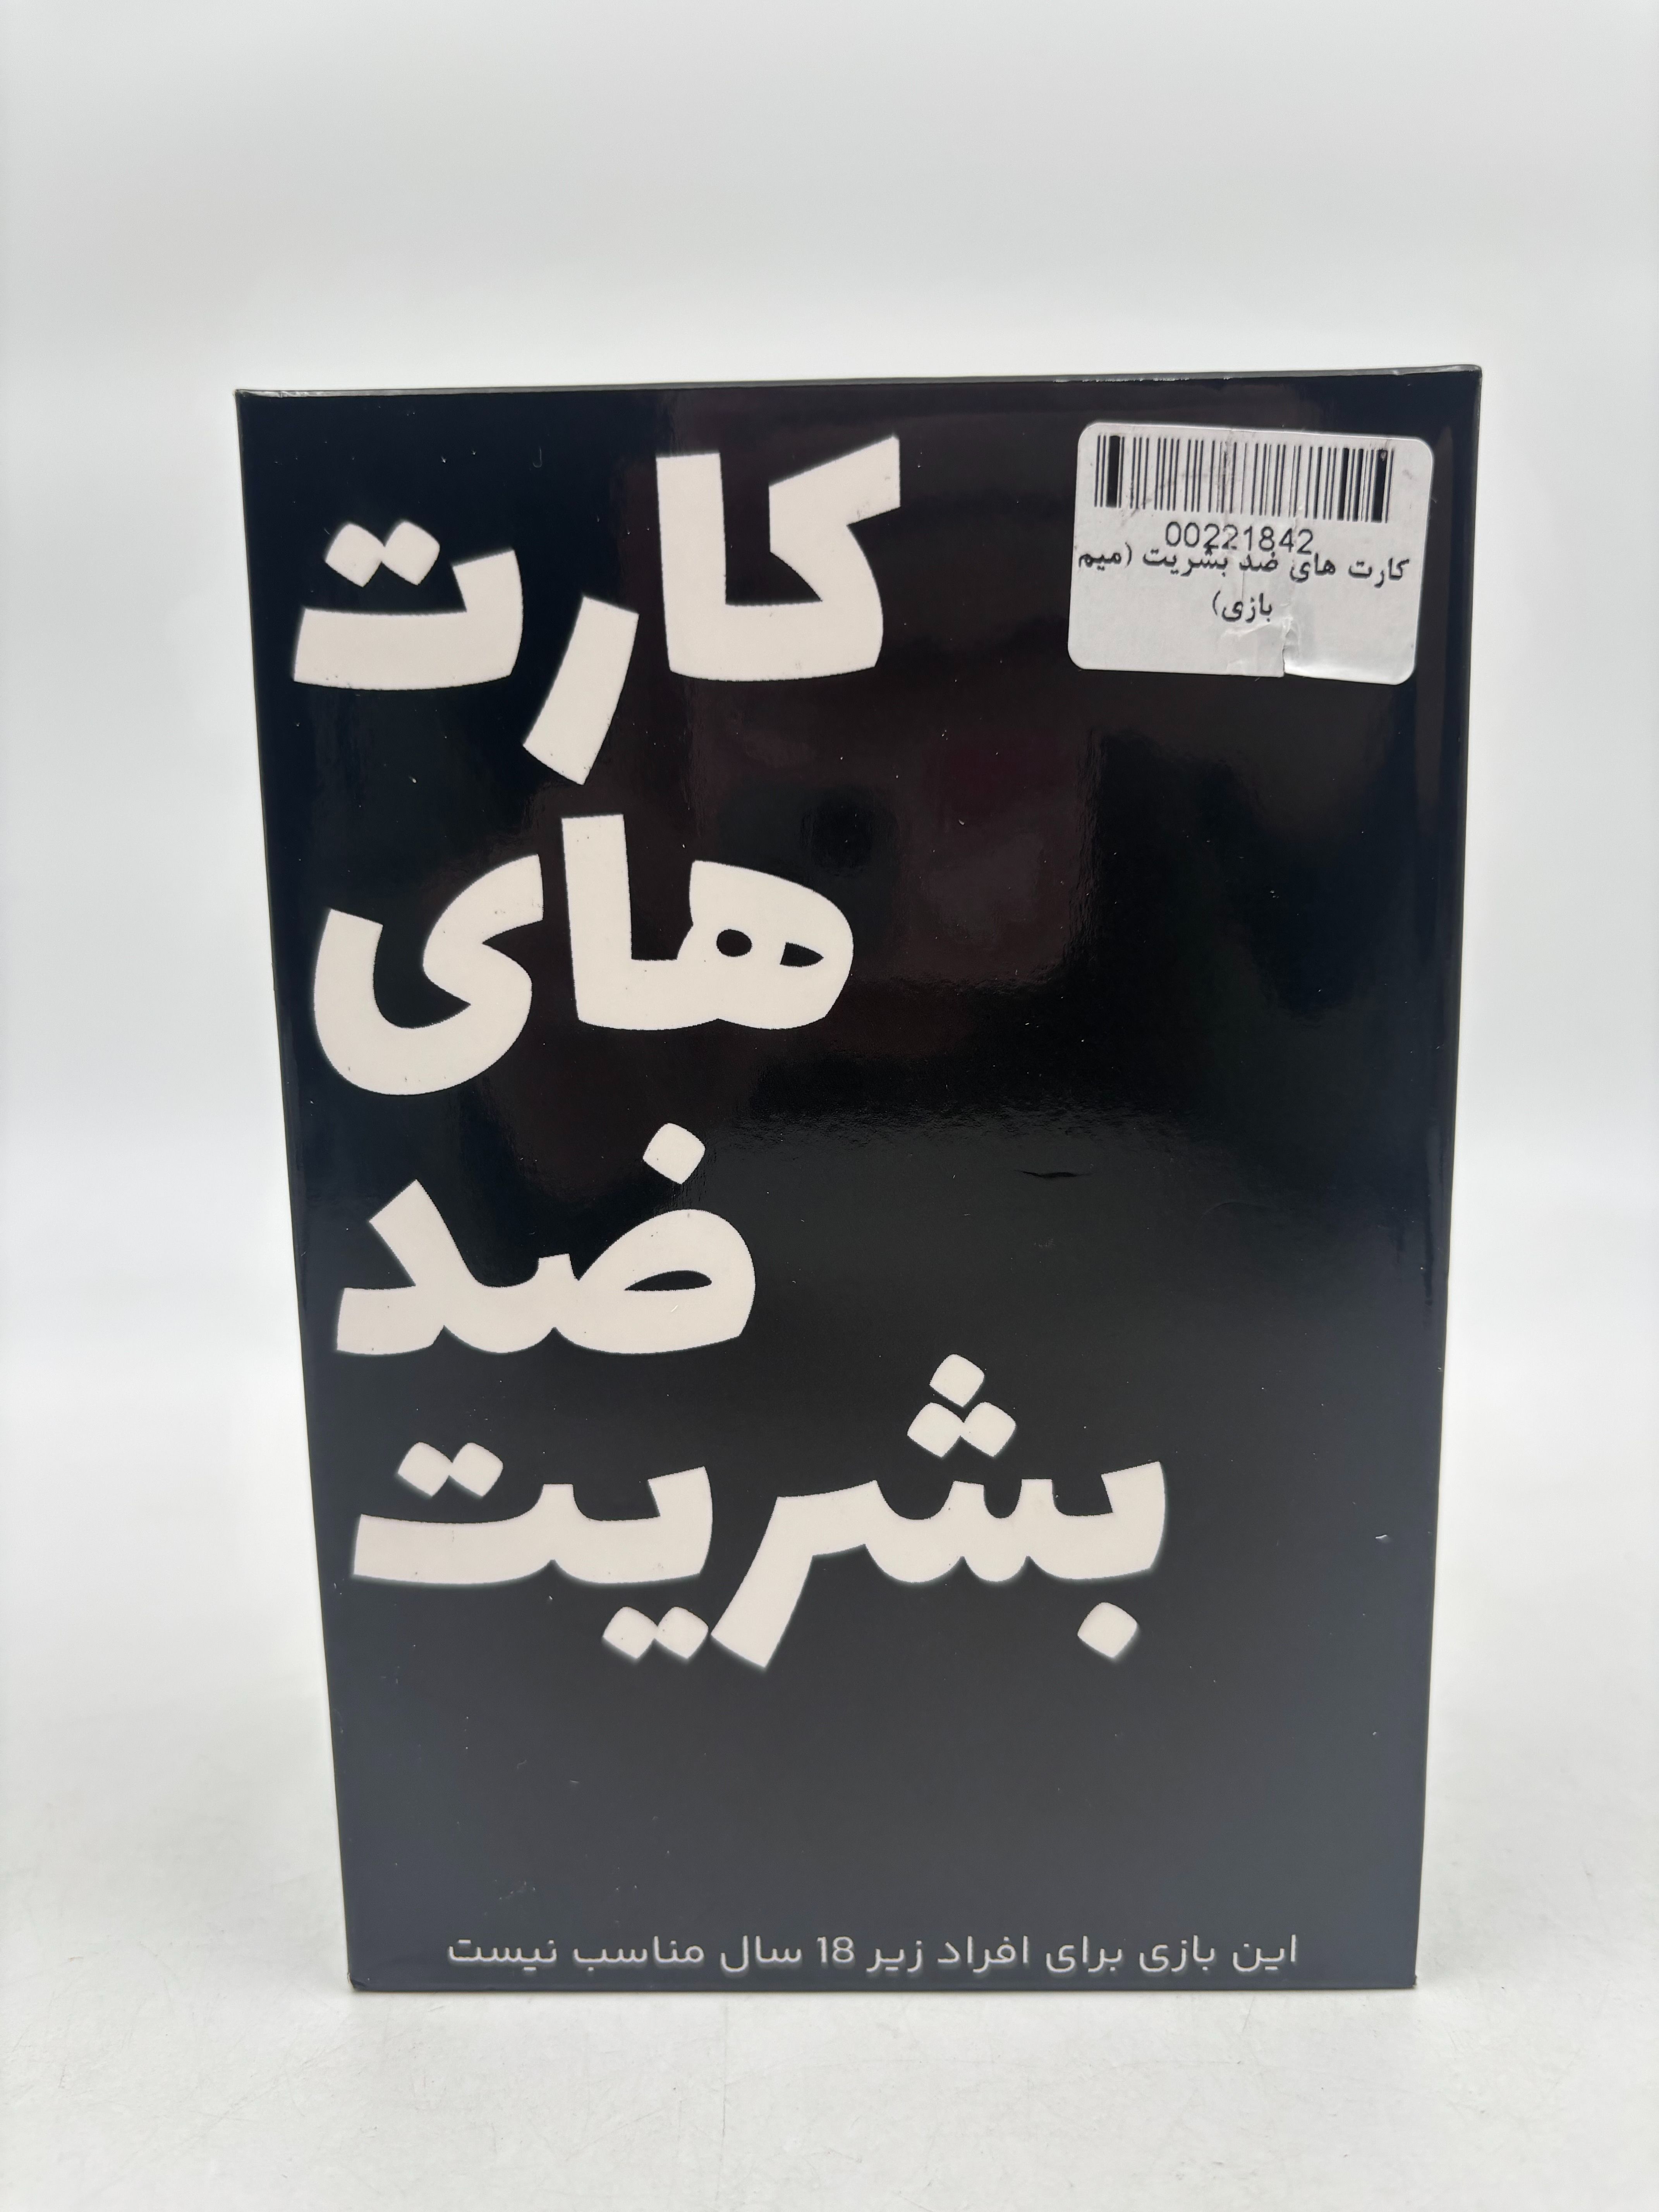 کارت
های
ضد
بشریت
00221842
کارت های ضد بشریت (میم
بازی)
این بازی برای افراد زیر 18 سال مناسب نیست